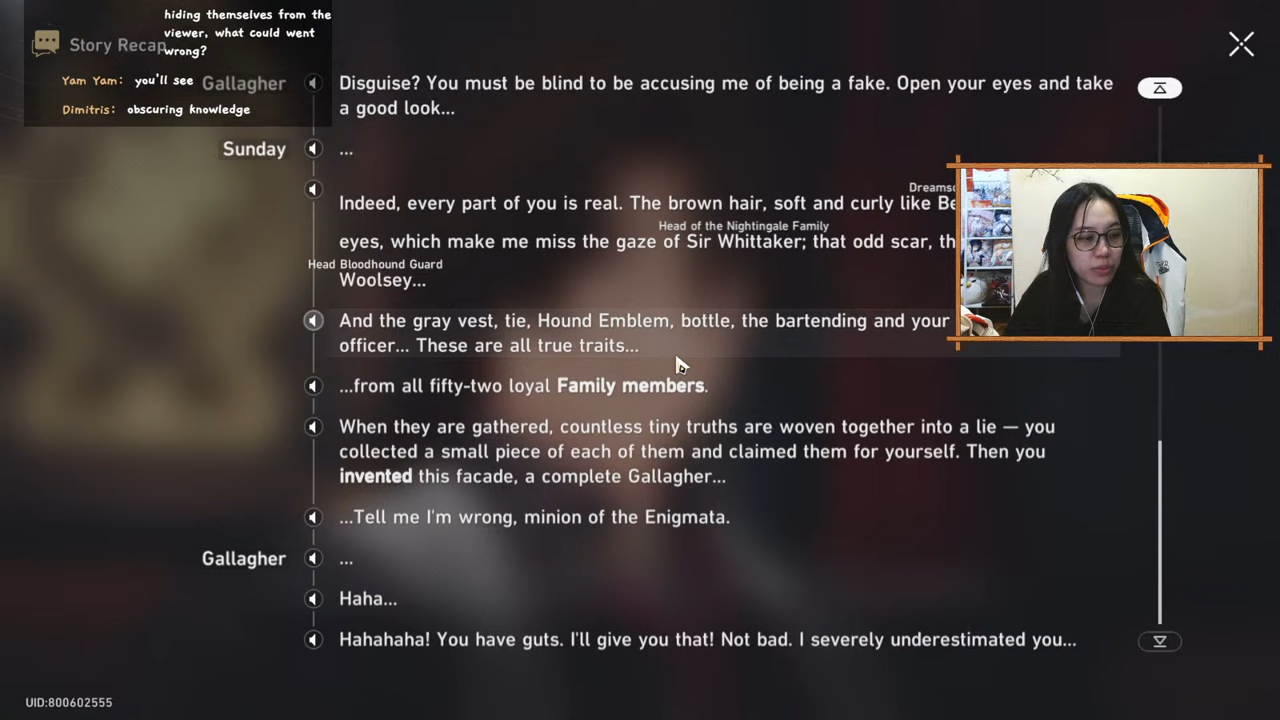 hiding themselves from the
viewer, what could went
wrong?
Story Recap
Yam Yam: you'll see
Dimitris: obscuring knowledge
Gallagher
Disguise? You must be blind to be accusing me of being a fake. Open your eyes and take
a good look...
Sunday
...
Indeed, every part of you is real. The brown hair, soft and curly like
Head of the Nightingale Family
eyes, which make me miss the gaze of Sir Whittaker; that odd scar,
Head Bloodhound Guard
Woolsey...
And the gray vest, tie, Hound Emblem, bottle, the bartending and your
officer... These are all true traits...
...from all fifty-two loyal Family members.
When they are gathered, countless tiny truths are woven together into a lie — you
collected a small piece of each of them and claimed them for yourself. Then you
invented this facade, a complete Gallagher...
...Tell me I'm wrong, minion of the Enigmata.
Gallagher
...
Haha...
Hahahaha! You have guts. I'll give you that! Not bad. I severely underestimated you...
UID:800602555